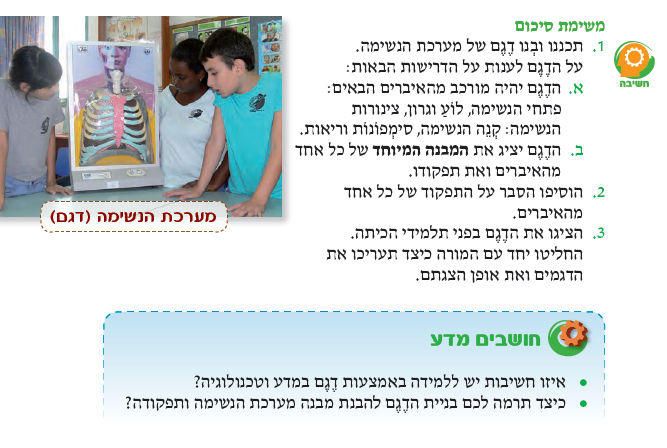 משימת סיכום
1. תכננו וּבְנוּ דֶגֶם של מערכת הנשימה.
על הדֶגֶם לענות על הדרישות הבאות:
א. הדֶגֶם יהיה מורכב מהאיברים הבאים:
פתחי הנשימה, לוֹעַ וגרון, צינורות
הנשימה: קְנֵה הנשימה, סִימְפּוֹנוֹת וריאות.
ב. הדֶגֶם יציג את המבנה המיוחד של כל אחד
מהאיברים ואת תפקודו.
2. הוסיפו הסבר על התפקוד של כל אחד
מהאיברים.
3. הציגו את הדֶגֶם בפני תלמידי הכיתה.
החליטו יחד עם המורה כיצד תעריכו את
הדגמים ואת אופן הצגתם.
חשיבה
מערכת הנשימה (דגם)
חושבים מדע
• איזו חשיבות יש ללמידה באמצעות דֶגֶם במדע וטכנולוגיה?
• כיצד תרמה לכם בניית הדֶגֶם להבנת מבנה מערכת הנשימה ותפקודה?